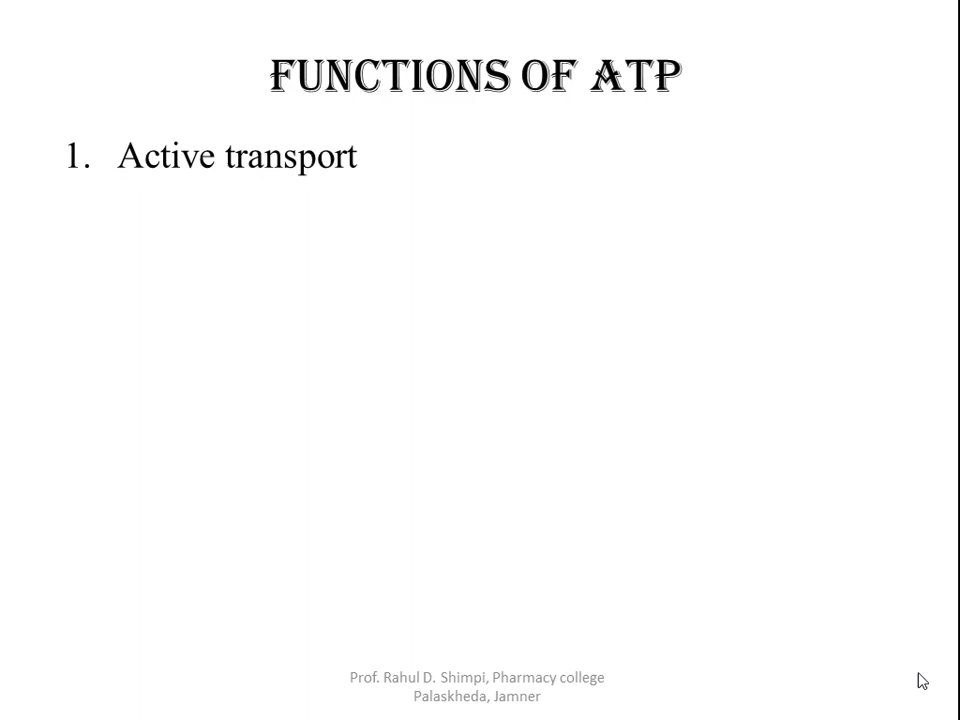 FUNCTIONS OF ATP
1. Active transport
Prof. Rahul D. Shimpi, Pharmacy college
Palaskheda, Jamner